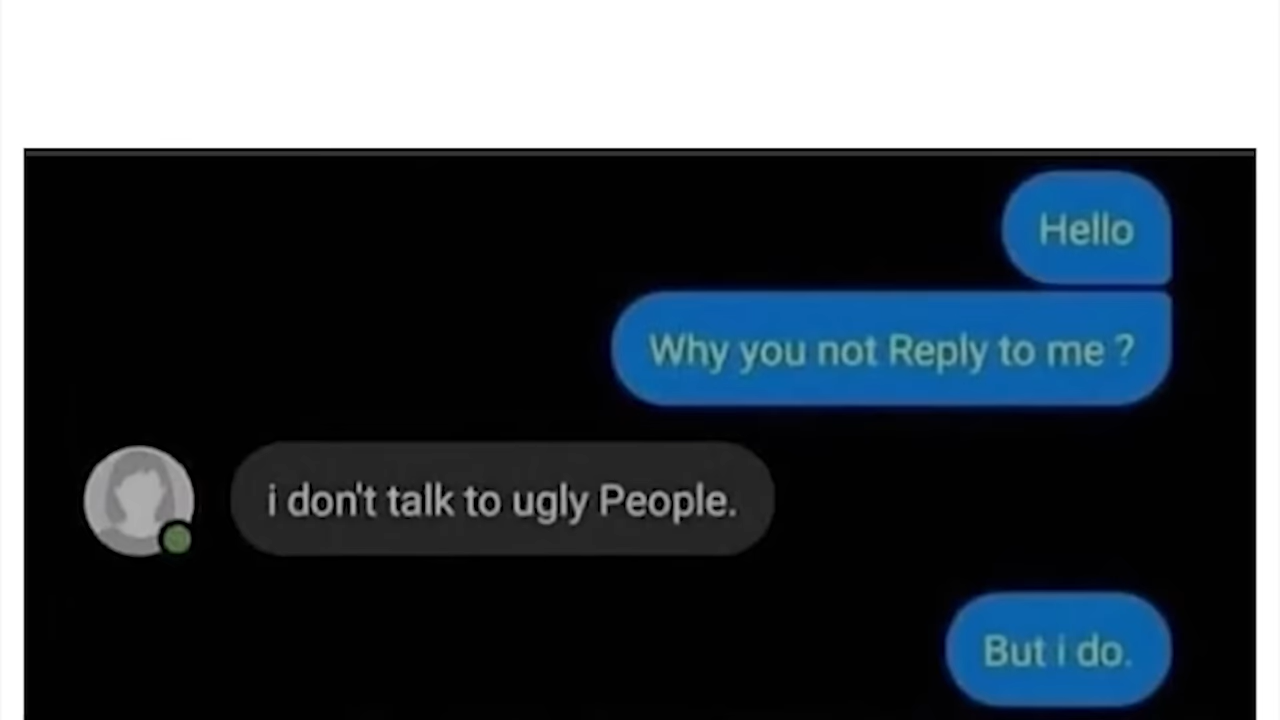 Hello
Why you not Reply to me ?
i don't talk to ugly People.
But i do.